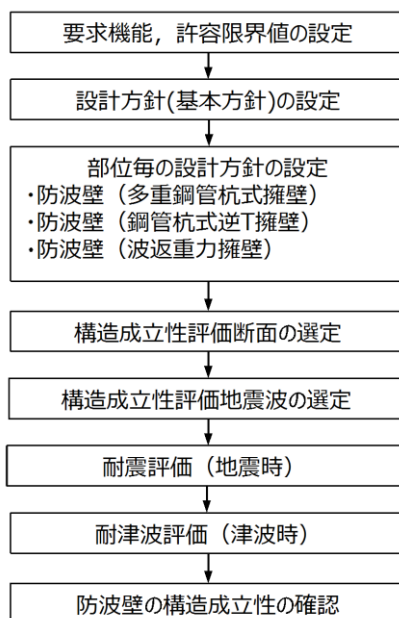 要求機能，許容限界値の設定
設計方針(基本方針)の設定
部位毎の設計方針の設定
・防波壁（多重鋼管杭式擁壁）
・防波壁（鋼管杭式逆T擁壁）
・防波壁（波返重力擁壁）
構造成立性評価断面の選定
構造成立性評価地震波の選定
耐震評価（地震時）
耐津波評価（津波時）
防波壁の構造成立性の確認